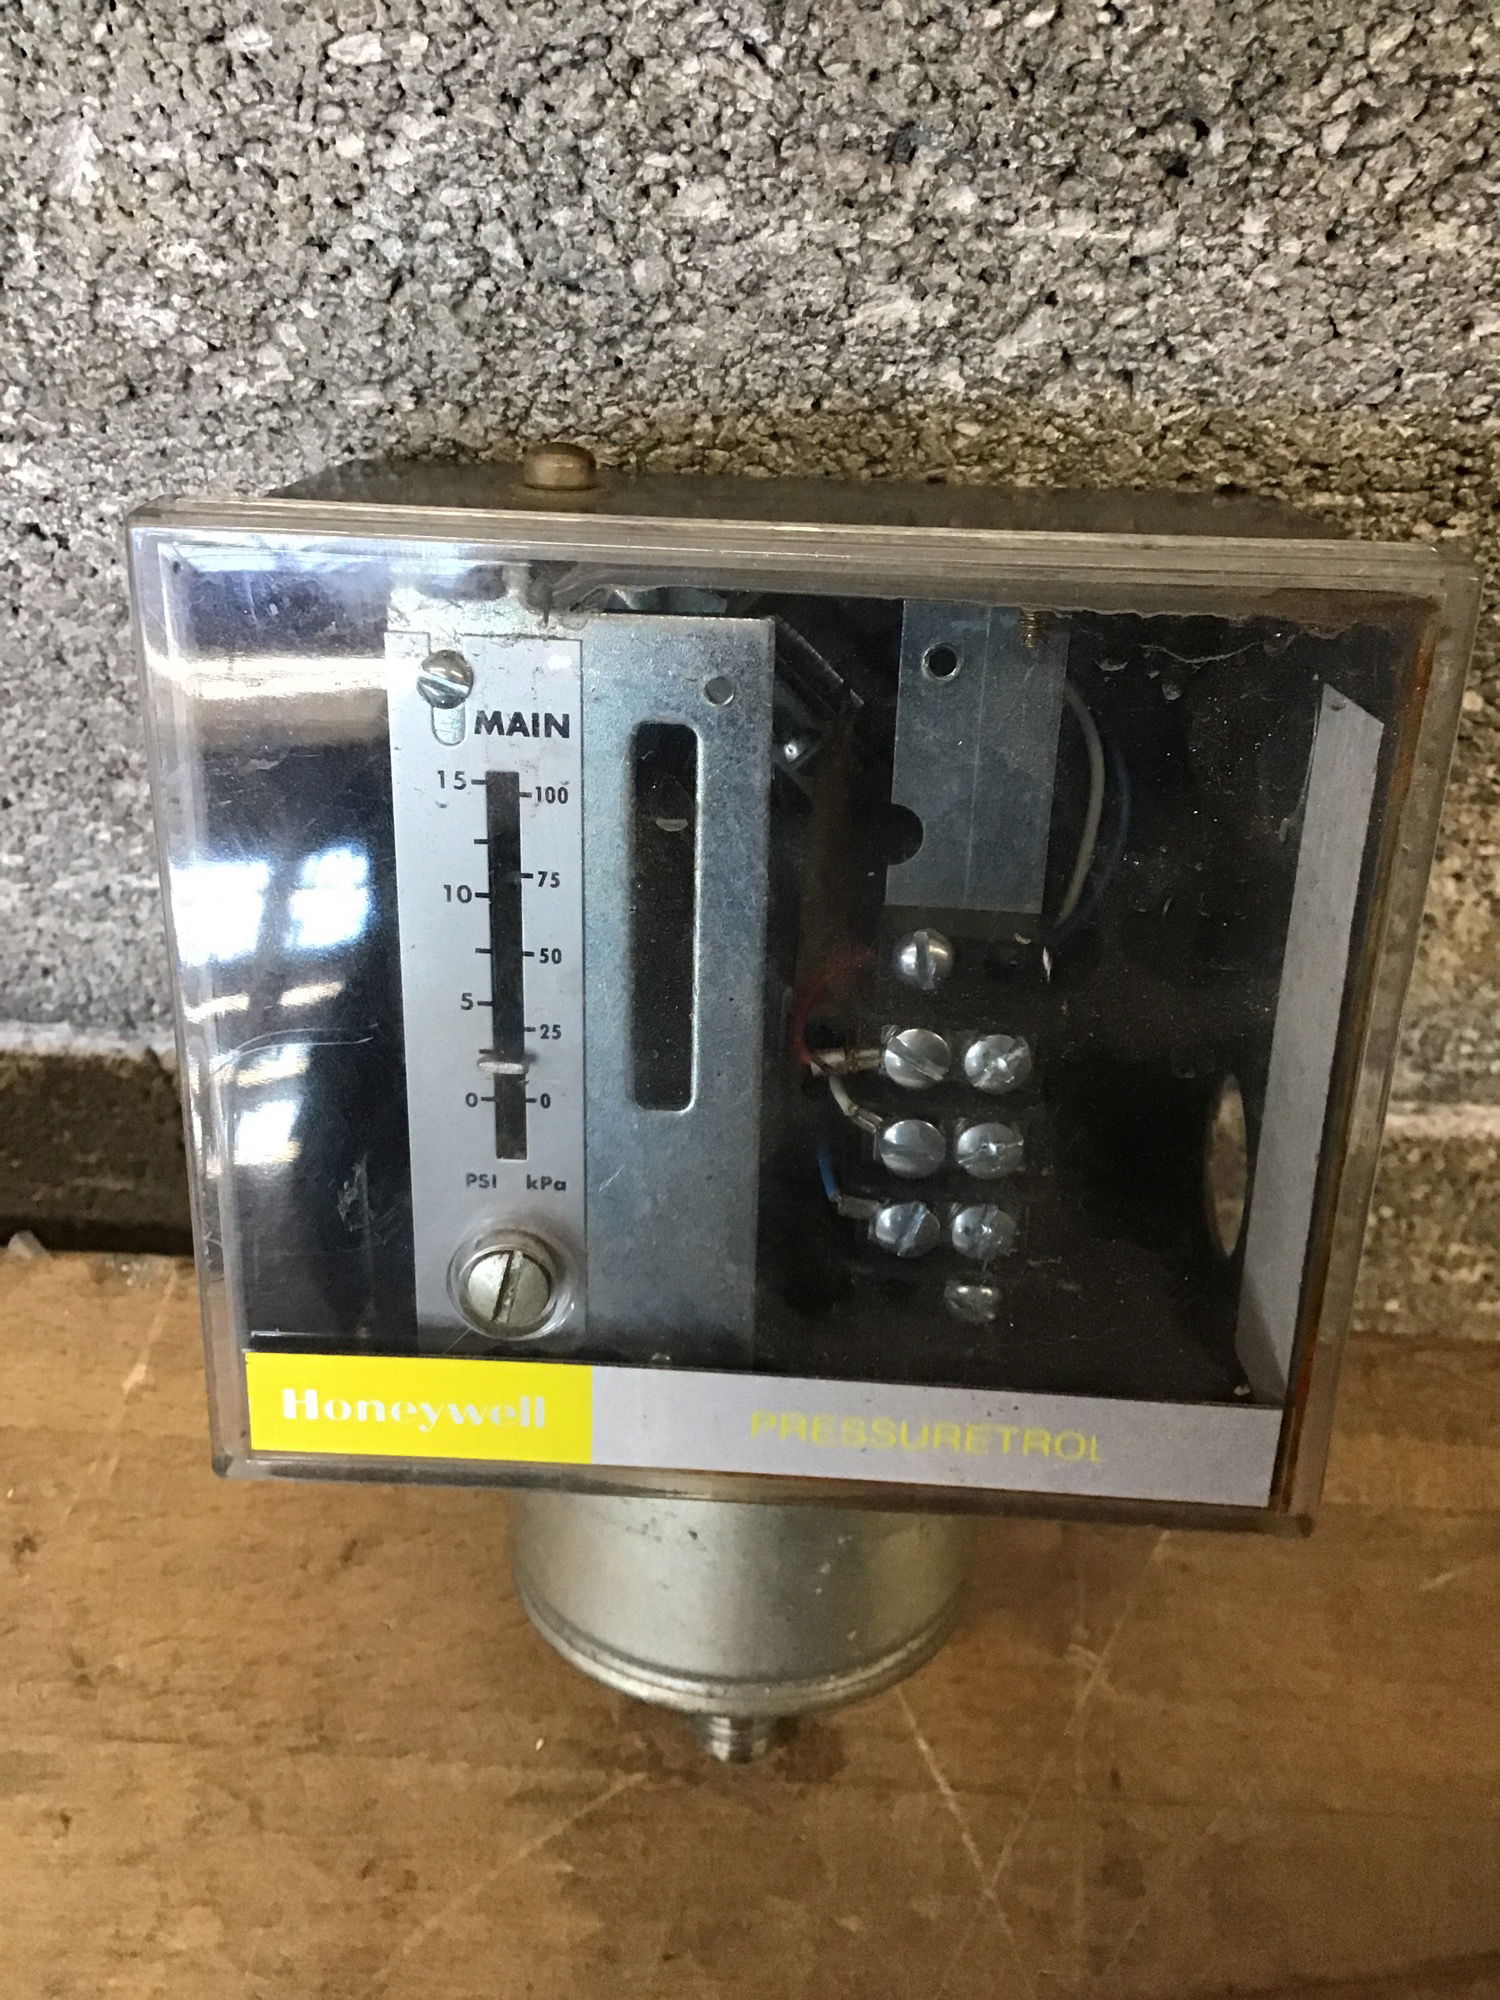 MAIN
15 100
75
10
50
5
25
0 0
PSI kPa
Honeywell PRESSURETROL